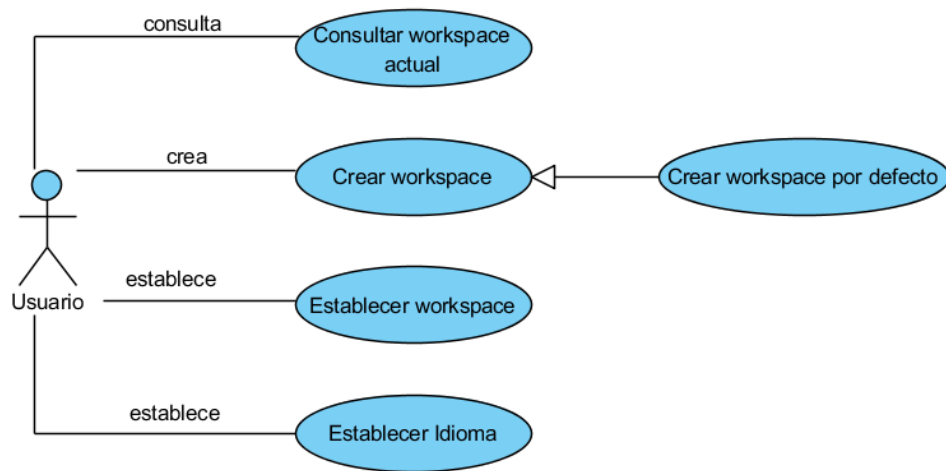 consulta
Consultar workspace
actual
crea
Crear workspace
Crear workspace por defecto
establece
Usuario
Establecer workspace
establece
Establecer Idioma